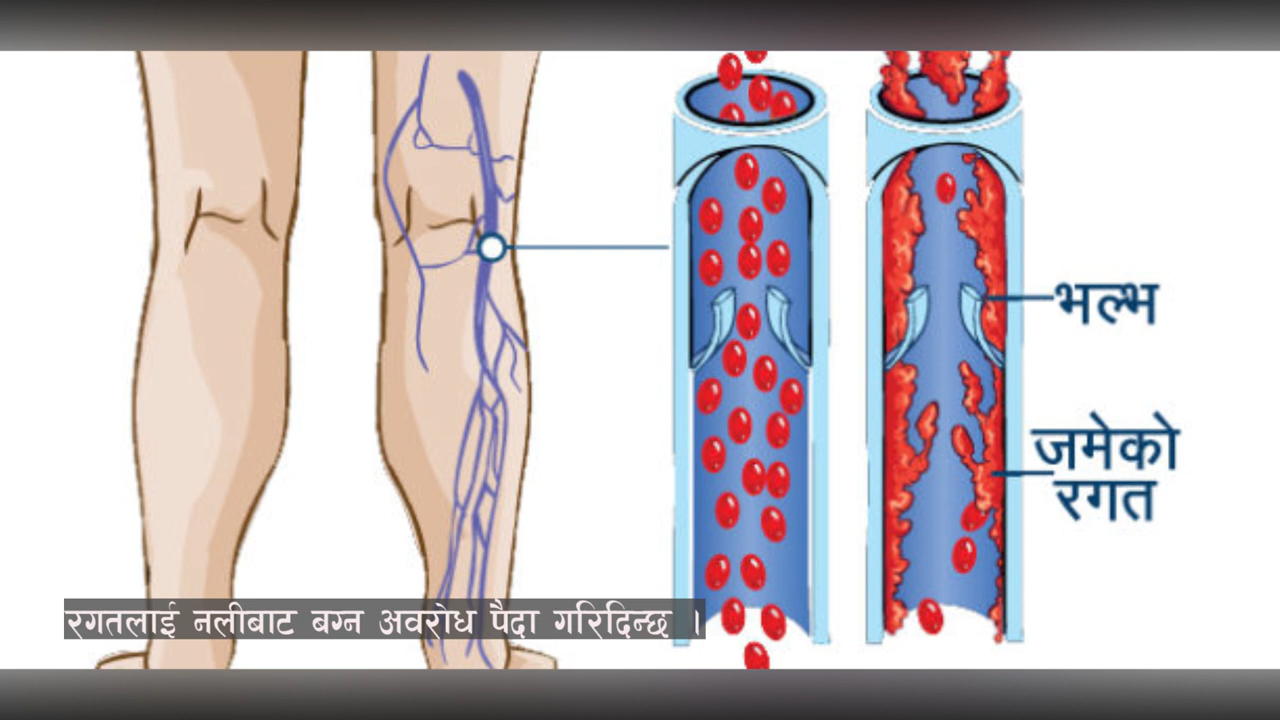 भल्भ
जमेको
रगत
रगतलाई नलीबाट बग्न अवरोध पैदा गरिदिन्छ ।